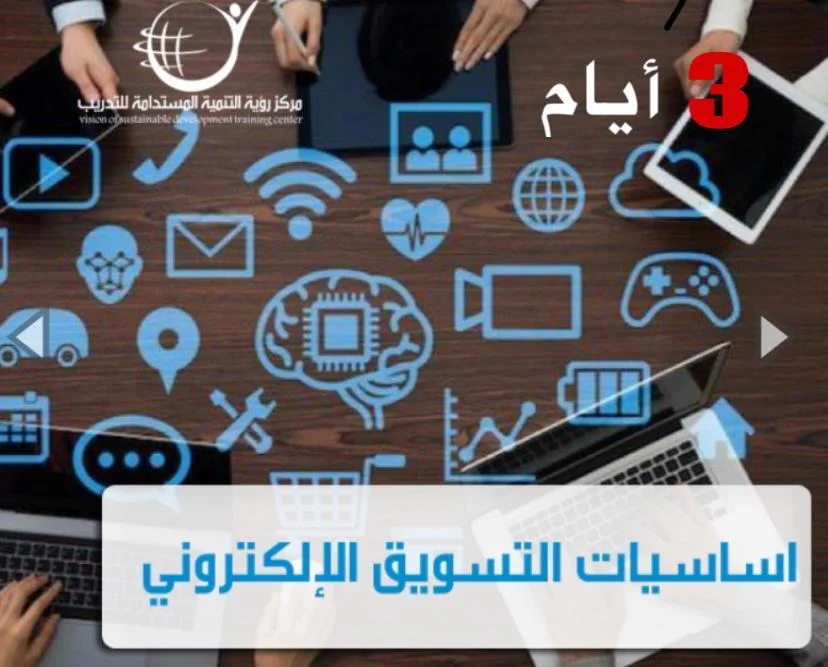 مركز رؤية التنمية المستدامة للتدريب
vision of sustainable development training center
3 أيام
اساسيات التسويق الإلكتروني